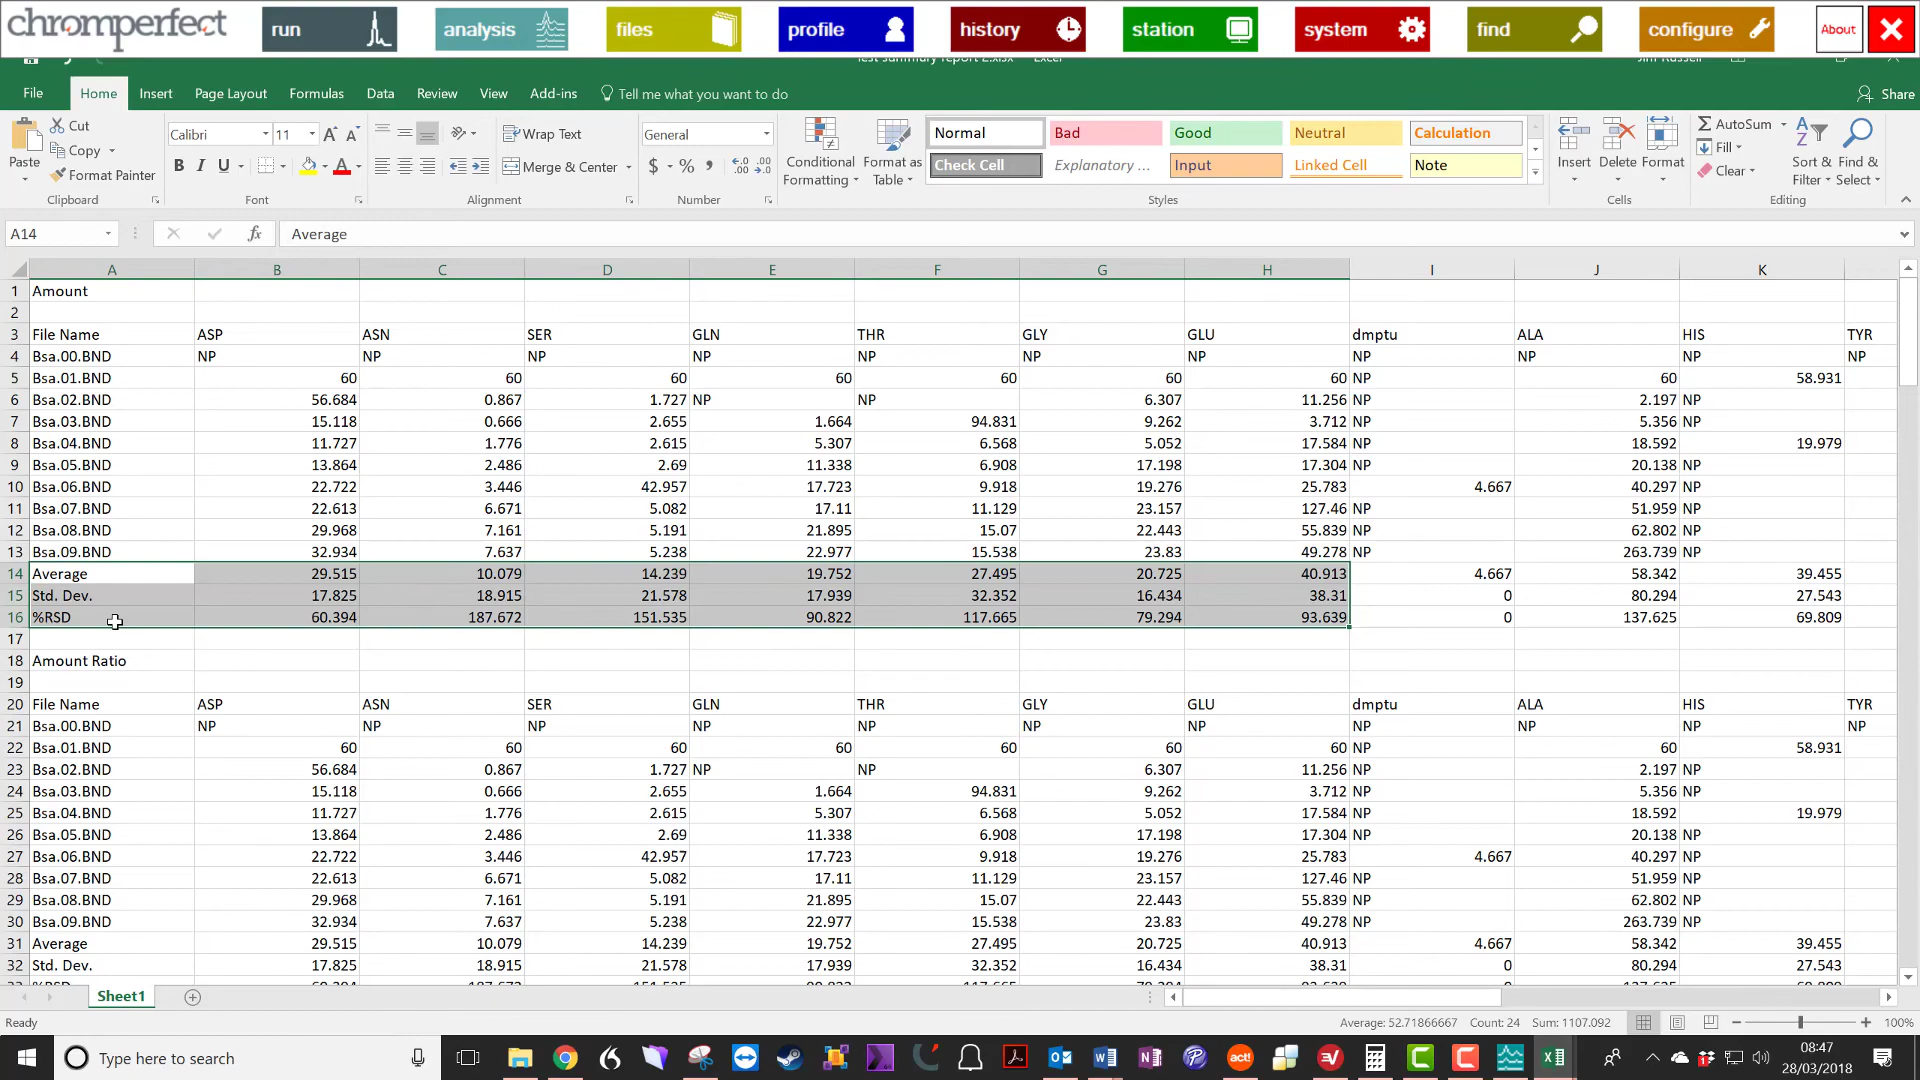 chromperfect run analysis files profile history station system find configure About
File Home Insert Page Layout Formulas Data Review View Add-ins Tell me what you want to do Share
Cut Calibri 11 Wrap Text General Normal Bad Good Neutral Calculation AutoSum
Paste Copy Merge & Center Conditional Formatting Format as Table Check Cell Explanatory ... Input Linked Cell Note Insert Delete Format Fill Sort & Filter Find & Select
Format Painter Clear
Clipboard Font Alignment Number Styles Cells Editing
A14 fx Average
A B C D E F G H I J K
1 Amount
2
3 File Name ASP ASN SER GLN THR GLY GLU dmptu ALA HIS TYR
4 Bsa.00.BND NP NP NP NP NP NP NP NP NP NP NP
5 Bsa.01.BND 60 60 60 60 60 60 60 NP 60 58.931
6 Bsa.02.BND 56.684 0.867 1.727 NP NP 6.307 11.256 NP 2.197 NP
7 Bsa.03.BND 15.118 0.666 2.655 1.664 94.831 9.262 3.712 NP 5.356 NP
8 Bsa.04.BND 11.727 1.776 2.615 5.307 6.568 5.052 17.584 NP 18.592 19.979
9 Bsa.05.BND 13.864 2.486 2.69 11.338 6.908 17.198 17.304 NP 20.138 NP
10 Bsa.06.BND 22.722 3.446 42.957 17.723 9.918 19.276 25.783 4.667 40.297 NP
11 Bsa.07.BND 22.613 6.671 5.082 17.11 11.129 23.157 127.46 NP 51.959 NP
12 Bsa.08.BND 29.968 7.161 5.191 21.895 15.07 22.443 55.839 NP 62.802 NP
13 Bsa.09.BND 32.934 7.637 5.238 22.977 15.538 23.83 49.278 NP 263.739 NP
14 Average 29.515 10.079 14.239 19.752 27.495 20.725 40.913 4.667 58.342 39.455
15 Std. Dev. 17.825 18.915 21.578 17.939 32.352 16.434 38.31 0 80.294 27.543
16 %RSD 60.394 187.672 151.535 90.822 117.665 79.294 93.639 0 137.625 69.809
17
18 Amount Ratio
19
20 File Name ASP ASN SER GLN THR GLY GLU dmptu ALA HIS TYR
21 Bsa.00.BND NP NP NP NP NP NP NP NP NP NP NP
22 Bsa.01.BND 60 60 60 60 60 60 60 NP 60 58.931
23 Bsa.02.BND 56.684 0.867 1.727 NP NP 6.307 11.256 NP 2.197 NP
24 Bsa.03.BND 15.118 0.666 2.655 1.664 94.831 9.262 3.712 NP 5.356 NP
25 Bsa.04.BND 11.727 1.776 2.615 5.307 6.568 5.052 17.584 NP 18.592 19.979
26 Bsa.05.BND 13.864 2.486 2.69 11.338 6.908 17.198 17.304 NP 20.138 NP
27 Bsa.06.BND 22.722 3.446 42.957 17.723 9.918 19.276 25.783 4.667 40.297 NP
28 Bsa.07.BND 22.613 6.671 5.082 17.11 11.129 23.157 127.46 NP 51.959 NP
29 Bsa.08.BND 29.968 7.161 5.191 21.895 15.07 22.443 55.839 NP 62.802 NP
30 Bsa.09.BND 32.934 7.637 5.238 22.977 15.538 23.83 49.278 NP 263.739 NP
31 Average 29.515 10.079 14.239 19.752 27.495 20.725 40.913 4.667 58.342 39.455
32 Std. Dev. 17.825 18.915 21.578 17.939 32.352 16.434 38.31 0 80.294 27.543
Sheet1
Ready Average: 52.71866667 Count: 24 Sum: 1107.092 100%
Type here to search 08:47
28/03/2018